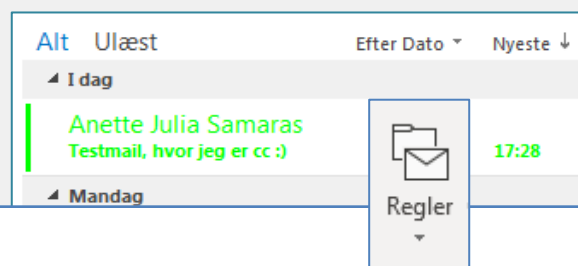 Alt Ulæst Efter Dato Nyeste
I dag
Anette Julia Samaras
Testmail, hvor jeg er cc :) 17:28
Mandag
Regler